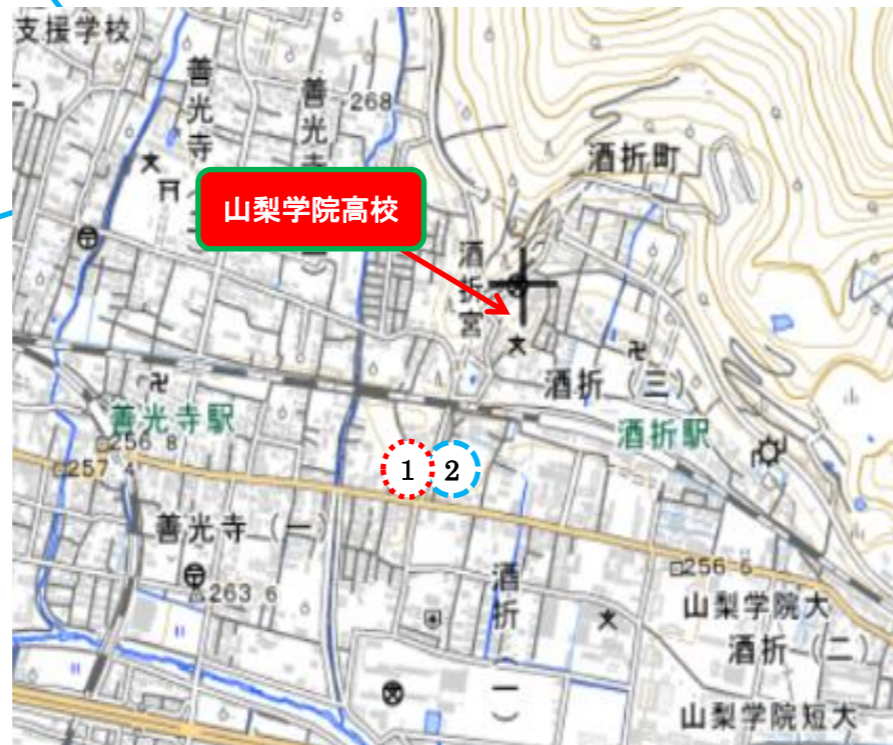 支援学校
善光寺
善光寺
268
酒折町
山梨学院高校
酒折宮
酒折(三)
善光寺駅
酒折駅
256 8
257 4
1
2
善光寺(一)
263 6
酒折(一)
256 6
山梨学院大
酒折(二)
山梨学院短大